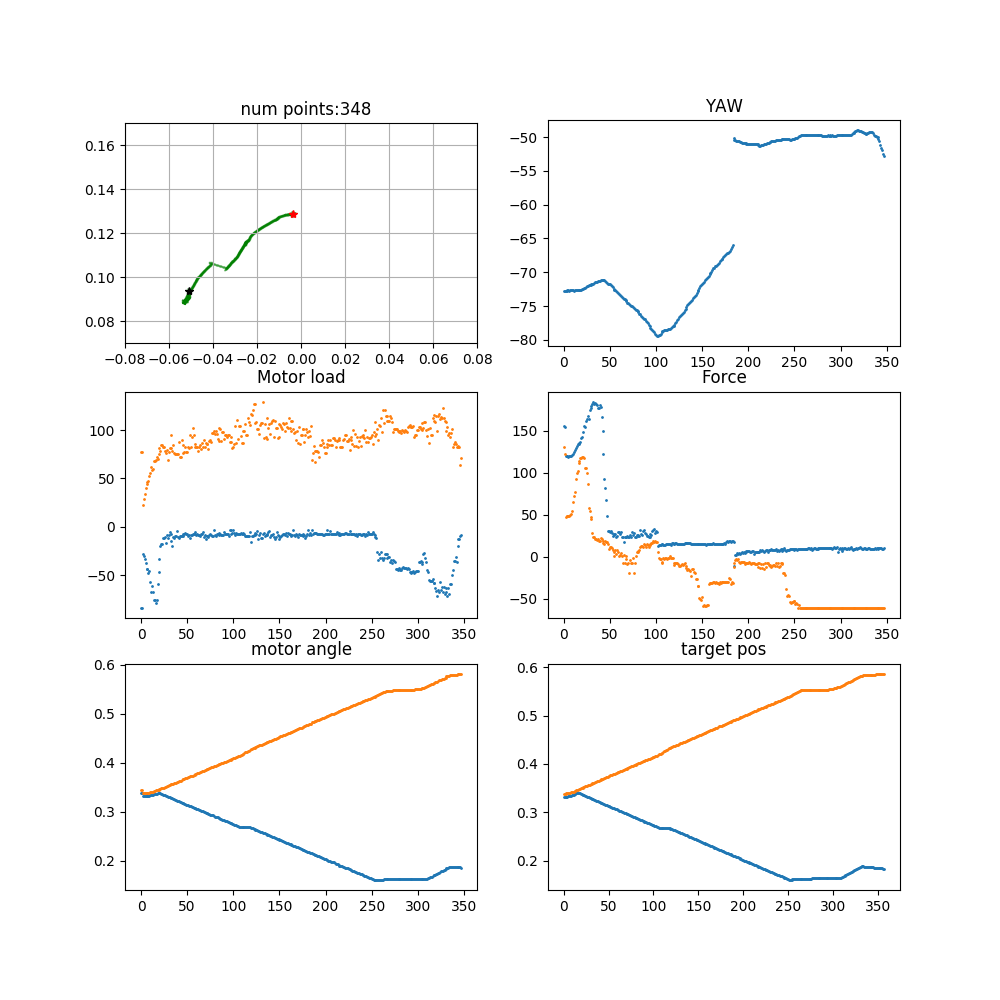 num points:348
YAW
0.16
0.14
0.12
0.10
0.08
−0.08 −0.06 −0.04 −0.02 0.00 0.02 0.04 0.06 0.08
−50
−55
−60
−65
−70
−75
−80
0 50 100 150 200 250 300 350
Motor load
Force
100
50
0
−50
0 50 100 150 200 250 300 350
150
100
50
0
−50
0 50 100 150 200 250 300 350
motor angle
target pos
0.6
0.5
0.4
0.3
0.2
0 50 100 150 200 250 300 350
0.6
0.5
0.4
0.3
0.2
0 50 100 150 200 250 300 350